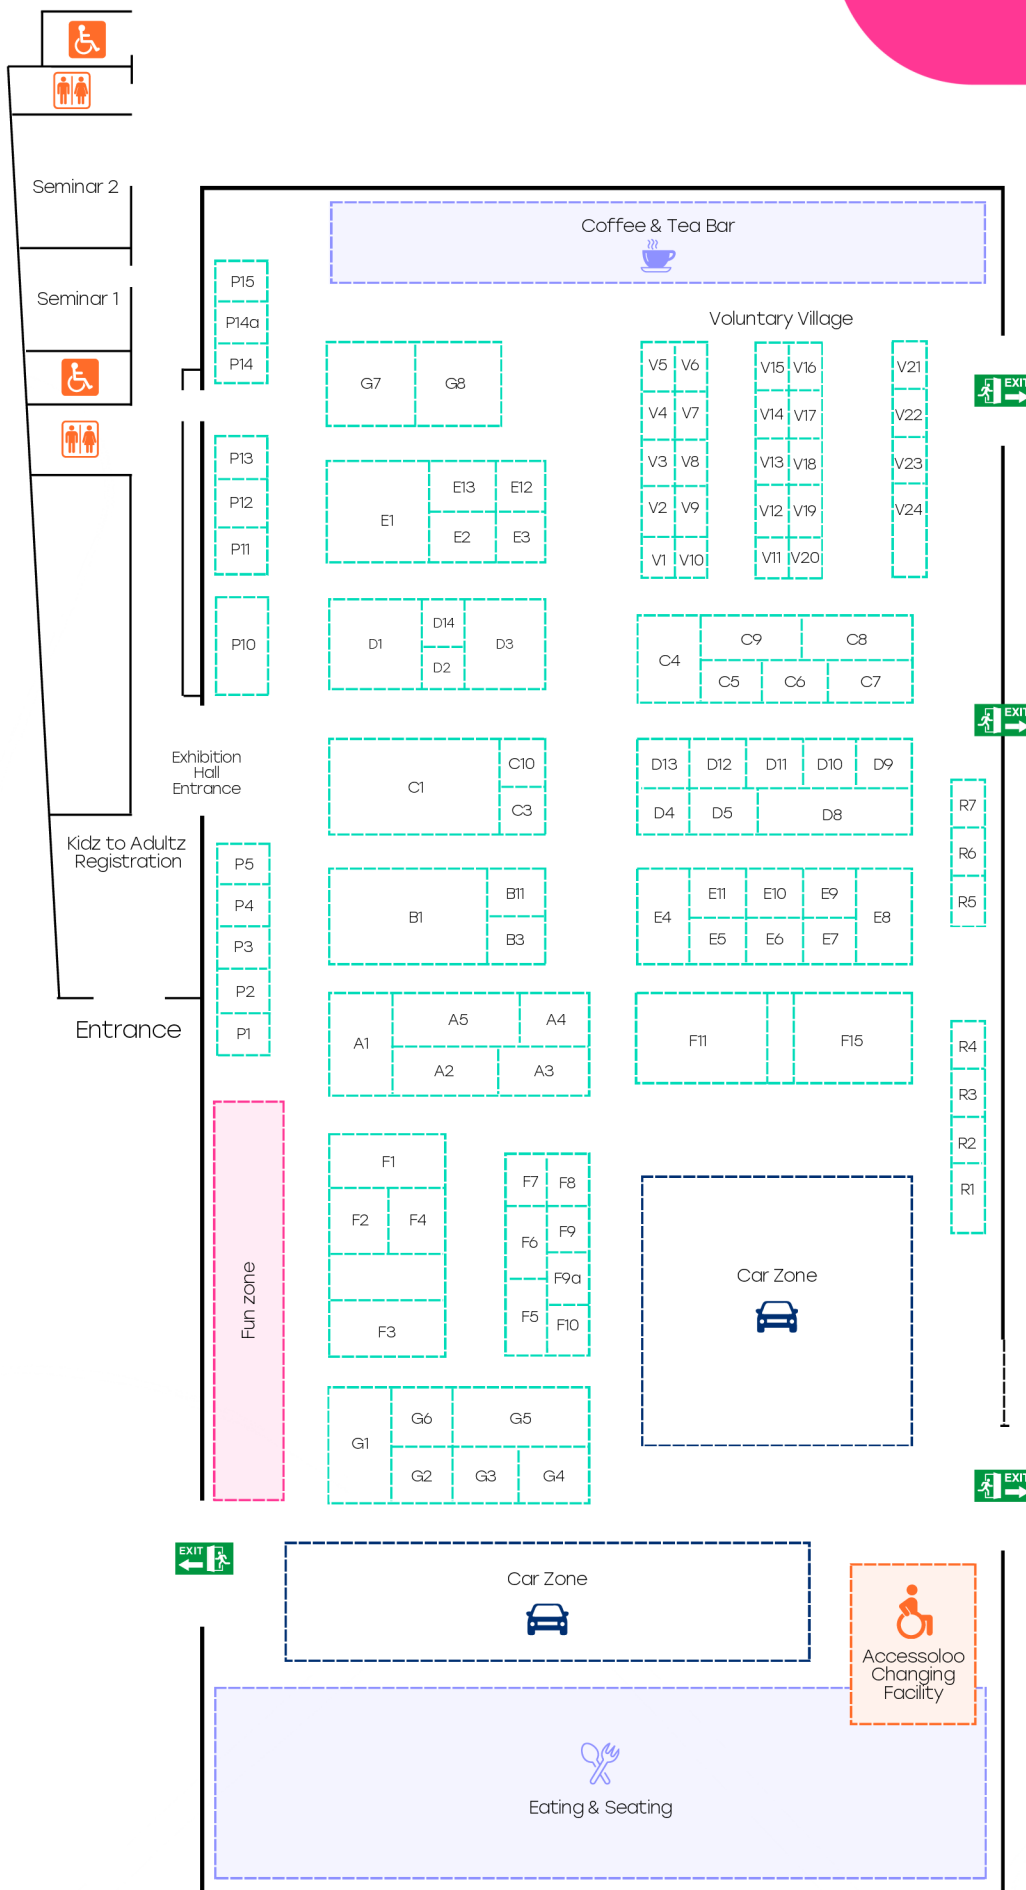 Seminar 2
Seminar 1
Coffee & Tea Bar
Voluntary Village
P15
P14a
P14
P13
P12
P11
P10
G7 G8
E13 E12
E1
E2 E3
D14
D1 D3
D2
V5 V6
V4 V7
V3 V8
V2 V9
V1 V10
V15 V16
V14 V17
V13 V18
V12 V19
V11 V20
V21
V22
V23
V24
EXIT
C9 C8
C4
C5 C6 C7
EXIT
Exhibition
Hall
Entrance
Kidz to Adultz
Registration
Entrance
C10
C1
C3
D13 D12 D11 D10 D9
D4 D5 D8
R7
R6
R5
P5
P4
P3
P2
P1
B11
B1
B3
E11 E10 E9
E4 E8
E5 E6 E7
A5 A4
A1
A2 A3
F11 F15
R4
R3
R2
R1
Fun zone
F1
F2 F4
F3
F7 F8
F9
F6
F9a
F5
F10
Car Zone
G6 G5
G1
G2 G3 G4
EXIT
EXIT
Car Zone
Accessoloo
Changing
Facility
Eating & Seating